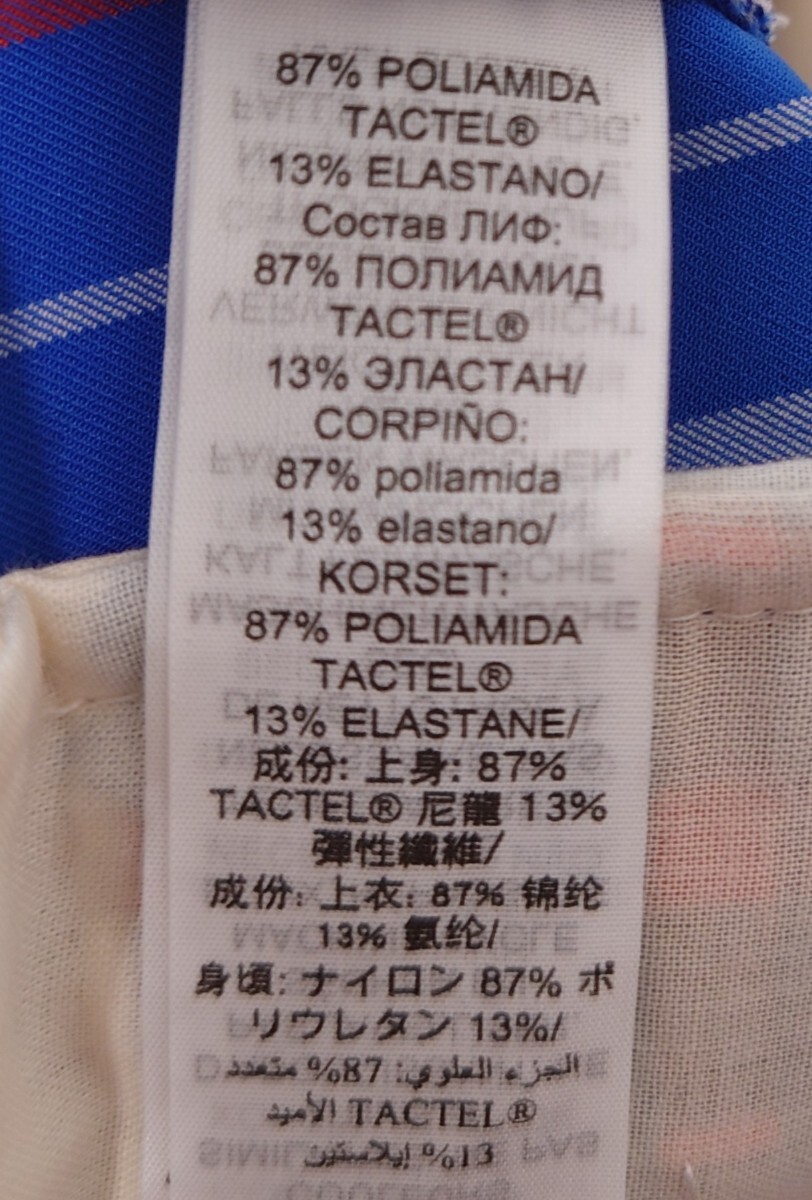 87% POLIAMIDA
TACTEL®
13% ELASTANO/
Состав ЛИФ:
87% ПОЛИАМИД
TACTEL®
13% ЭЛАСТАН/
CORPIÑO:
87% poliamida
13% elastano/
KORSET:
87% POLIAMIDA
TACTEL®
13% ELASTANE/
成份: 上身: 87%
TACTEL® 尼龍 13%
彈性纖維/
成份: 上衣: 87% 锦纶
13% 氨纶/
身頃: ナイロン 87% ポ
リウレタン 13%/
الجزء العلوي: 87% متعدد
الأميد TACTEL®
13% إيلاستين